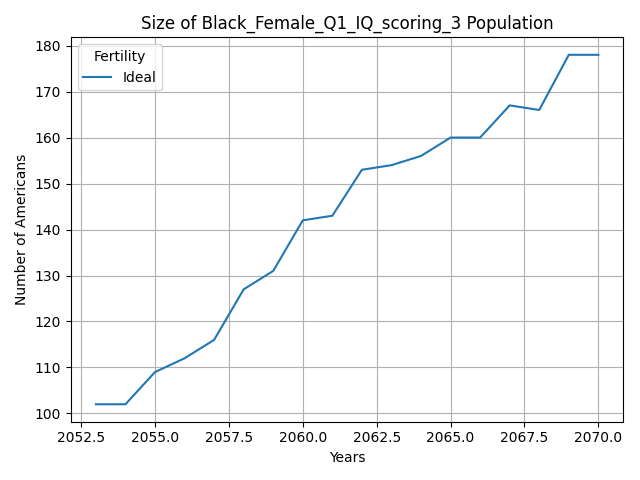 Size of Black_Female_Q1_IQ_scoring_3 Population
Fertility
Ideal
Number of Americans
180
170
160
150
140
130
120
110
100
2052.5 2055.0 2057.5 2060.0 2062.5 2065.0 2067.5 2070.0
Years